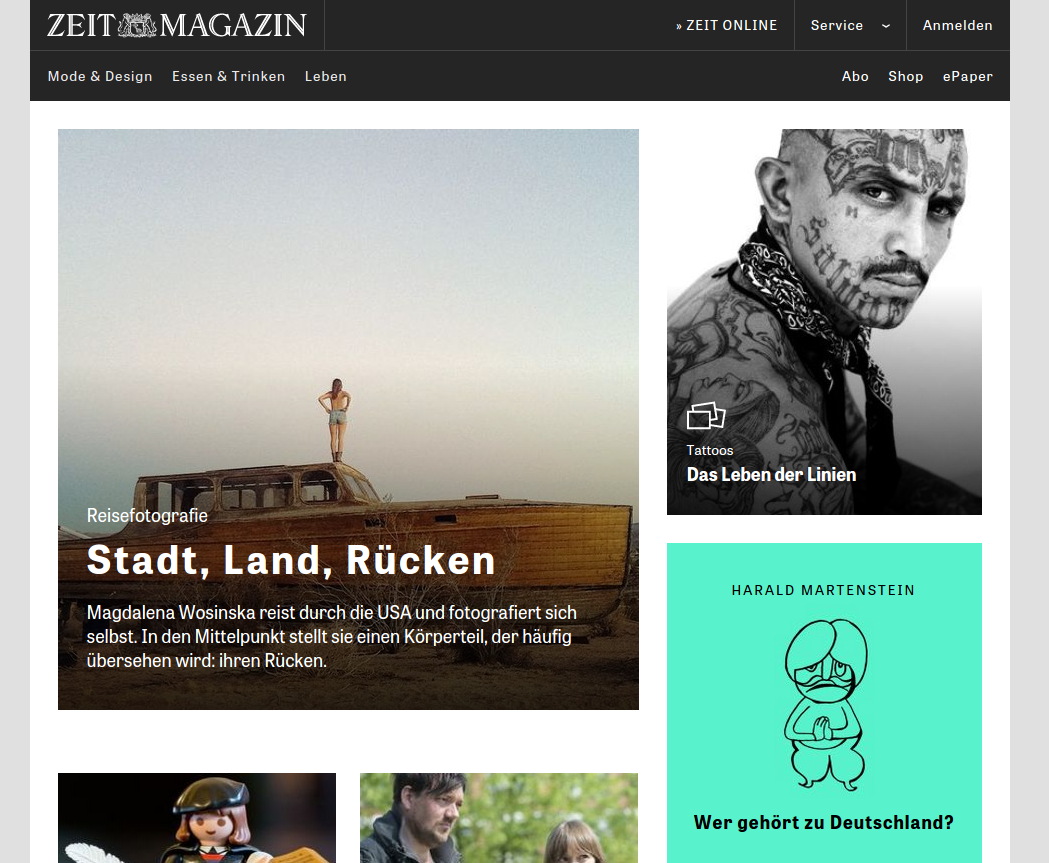 ZEIT MAGAZIN
» ZEIT ONLINE
Service
Anmelden
Mode & Design
Essen & Trinken
Leben
Abo
Shop
ePaper
Reisefotografie
Stadt, Land, Rücken
Magdalena Wosinska reist durch die USA und fotografiert sich
selbst. In den Mittelpunkt stellt sie einen Körperteil, der häufig
übersehen wird: ihren Rücken.
Tattoos
Das Leben der Linien
HARALD MARTENSTEIN
Wer gehört zu Deutschland?